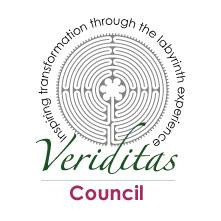 inspiring transformation through the labyrinth experience
Veriditas
Council